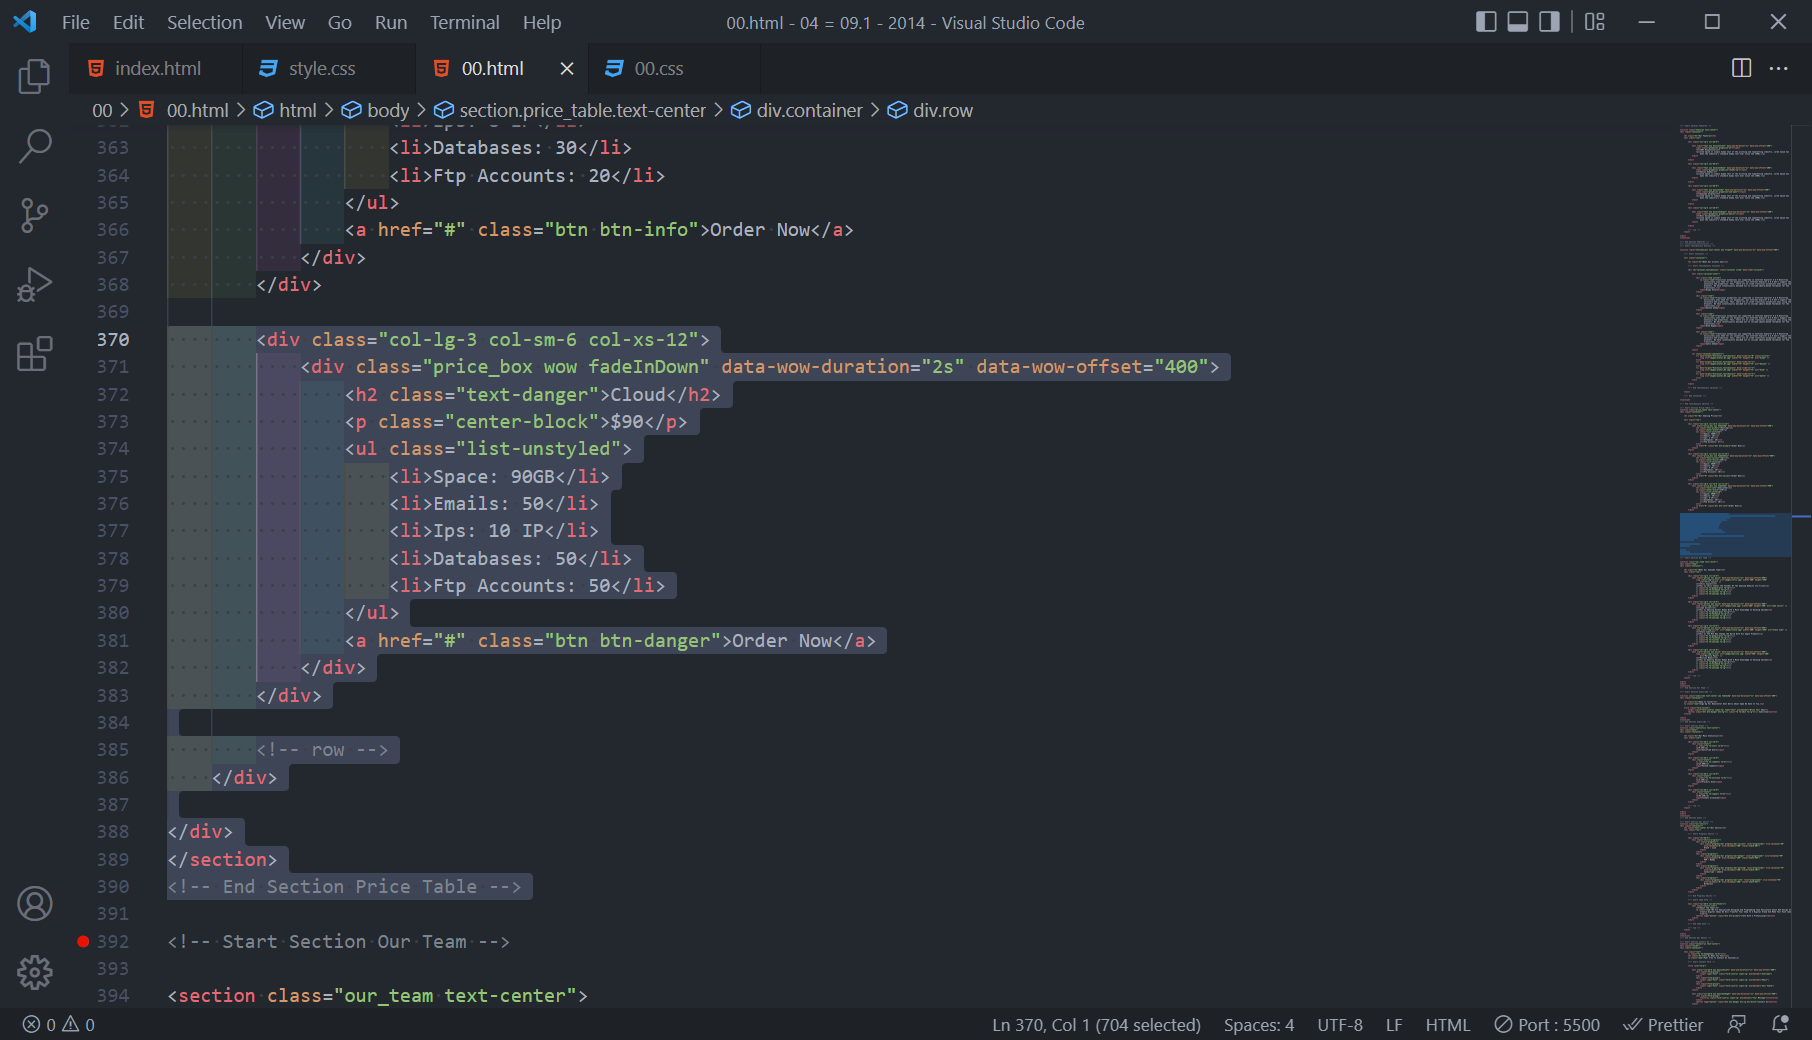 File Edit Selection View Go Run Terminal Help 00.html - 04 = 09.1 - 2014 - Visual Studio Code
index.html style.css 00.html 00.css
00 > 00.html > html > body > section.price_table.text-center > div.container > div.row
363 <li>Databases: 30</li>
364 <li>Ftp Accounts: 20</li>
365 </ul>
366 <a href="#" class="btn btn-info">Order Now</a>
367 </div>
368 </div>
369
370 <div class="col-lg-3 col-sm-6 col-xs-12">
371 <div class="price_box wow fadeInDown" data-wow-duration="2s" data-wow-offset="400">
372 <h2 class="text-danger">Cloud</h2>
373 <p class="center-block">$90</p>
374 <ul class="list-unstyled">
375 <li>Space: 90GB</li>
376 <li>Emails: 50</li>
377 <li>Ips: 10 IP</li>
378 <li>Databases: 50</li>
379 <li>Ftp Accounts: 50</li>
380 </ul>
381 <a href="#" class="btn btn-danger">Order Now</a>
382 </div>
383 </div>
384
385 <!-- row -->
386 </div>
387
388 </div>
389 </section>
390 <!-- End Section Price Table -->
391
392 <!-- Start Section Our Team -->
393
394 <section class="our_team text-center">
0 0 Ln 370, Col 1 (704 selected) Spaces: 4 UTF-8 LF HTML Port : 5500 Prettier